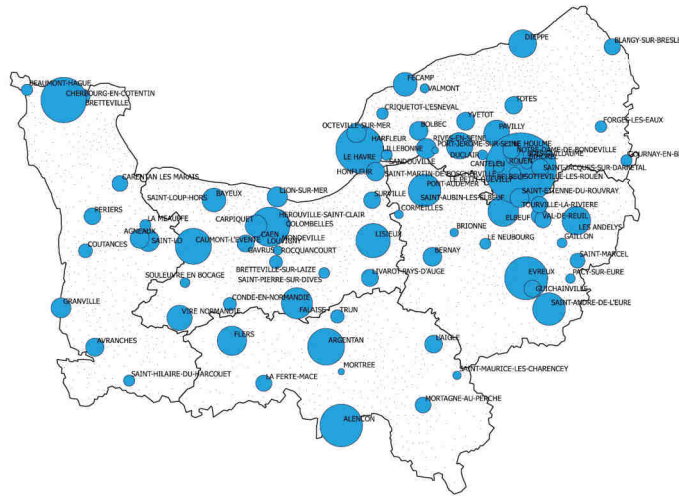 DIEPPE
BLANGY-SUR-BRESLE
BEAUMONT-HAGUE
CHERBOURG-EN-COTENTIN
BRETTEVILLE
FECAMP
VALMONT
TOTES
CRIQUETOT-L'ESNEVAL
YVETOT
FORGES-LES-EAUX
OCTEVILLE-SUR-MER
BOLBEC
PAVILLY
HARFLEUR
RIVES-EN-SEINE
LILLEBONNE
PORT-JEROME-SUR-SEINE
LE HOULME
NOTRE-DAME-DE-BONDEVILLE
LE HAVRE
SANDOUVILLE
DUCLAIR
CANTELEU
ROUEN
GOURNAY-EN-B
HONFLEUR
SAINT-MARTIN-DE-BOSCHERVILLE
SAINT-JACQUES-SUR-DARNETAL
SOTTEVILLE-LES-ROUEN
CARENTAN LES MARAIS
PONT-AUDEMER
SAINT-LOUP-HORS
BAYEUX
LION-SUR-MER
SURVILLE
SAINT-AUBIN-LES-ELBEUF
SAINT-ETIENNE-DU-ROUVRAY
TOURVILLE-LA-RIVIERE
PERIERS
LA MEAUFFE
CARPIQUET
HEROUVILLE-SAINT-CLAIR
COLOMBELLES
CORMEILLES
ELBEUF
VAL-DE-REUIL
LES ANDELYS
AGNEAUX
SAINT-LO
CAEN
MONDEVILLE
LISIEUX
BRIONNE
COUTANCES
CAUMONT-L'EVENTE
LOUVIGNY
LE NEUBOURG
GAILLON
GAVRUS
ROCQUANCOURT
BERNAY
SAINT-MARCEL
BRETTEVILLE-SUR-LAIZE
SOULEUVRE EN BOCAGE
SAINT-PIERRE-SUR-DIVES
LIVAROT-PAYS-D'AUGE
EVREUX
PACY-SUR-EURE
GUICHAINVILLE
GRANVILLE
CONDE-EN-NORMANDIE
FALAISE
SAINT-ANDRE-DE-L'EURE
VIRE NORMANDIE
TRUN
AVRANCHES
FLERS
ARGENTAN
L'AIGLE
MORTREE
SAINT-MAURICE-LES-CHARENCEY
SAINT-HILAIRE-DU-HARCOUET
LA FERTE-MACE
MORTAGNE-AU-PERCHE
ALENCON